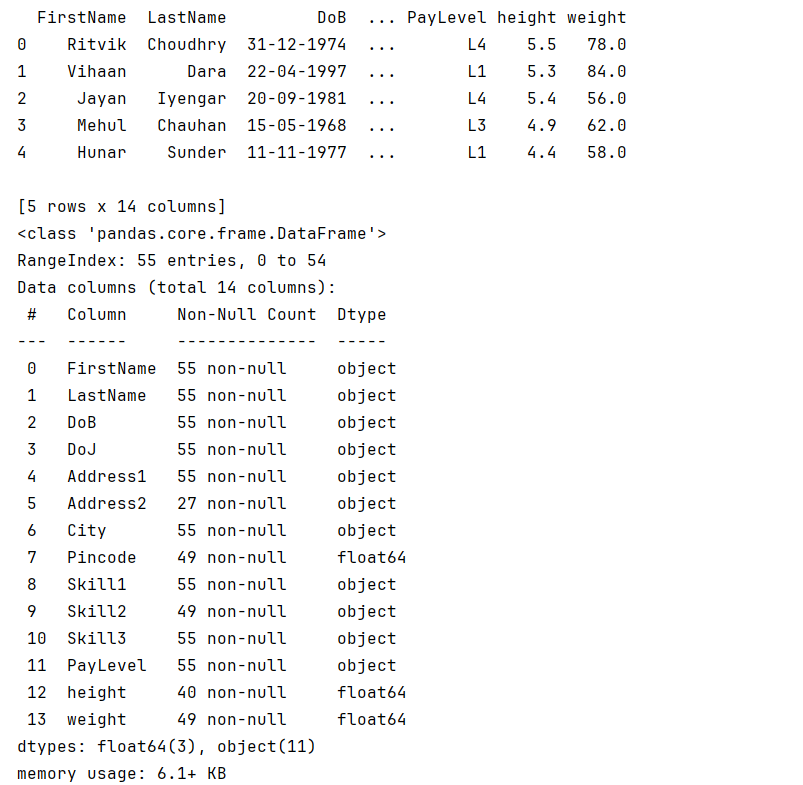 FirstName  LastName         DoB  ... PayLevel height weight
0    Ritvik  Choudhry  31-12-1974  ...       L4    5.5   78.0
1    Vihaan      Dara  22-04-1997  ...       L1    5.3   84.0
2     Jayan   Iyengar  20-09-1981  ...       L4    5.4   56.0
3     Mehul   Chauhan  15-05-1968  ...       L3    4.9   62.0
4     Hunar    Sunder  11-11-1977  ...       L1    4.4   58.0

[5 rows x 14 columns]
<class 'pandas.core.frame.DataFrame'>
RangeIndex: 55 entries, 0 to 54
Data columns (total 14 columns):
 #   Column     Non-Null Count  Dtype
---  ------     --------------  -----
 0   FirstName  55 non-null     object
 1   LastName   55 non-null     object
 2   DoB        55 non-null     object
 3   DoJ        55 non-null     object
 4   Address1   55 non-null     object
 5   Address2   27 non-null     object
 6   City       55 non-null     object
 7   Pincode    49 non-null     float64
 8   Skill1     55 non-null     object
 9   Skill2     49 non-null     object
 10  Skill3     55 non-null     object
 11  PayLevel   55 non-null     object
 12  height     40 non-null     float64
 13  weight     49 non-null     float64
dtypes: float64(3), object(11)
memory usage: 6.1+ KB